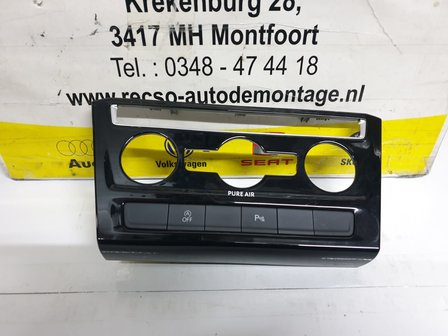 Krekenburg 28,
3417 MH Montfoort
Tel. : 0348 - 47 44 18
www.recso-autodemontage.nl
Volkswagen
SEAT
PURE AIR
OFF
P